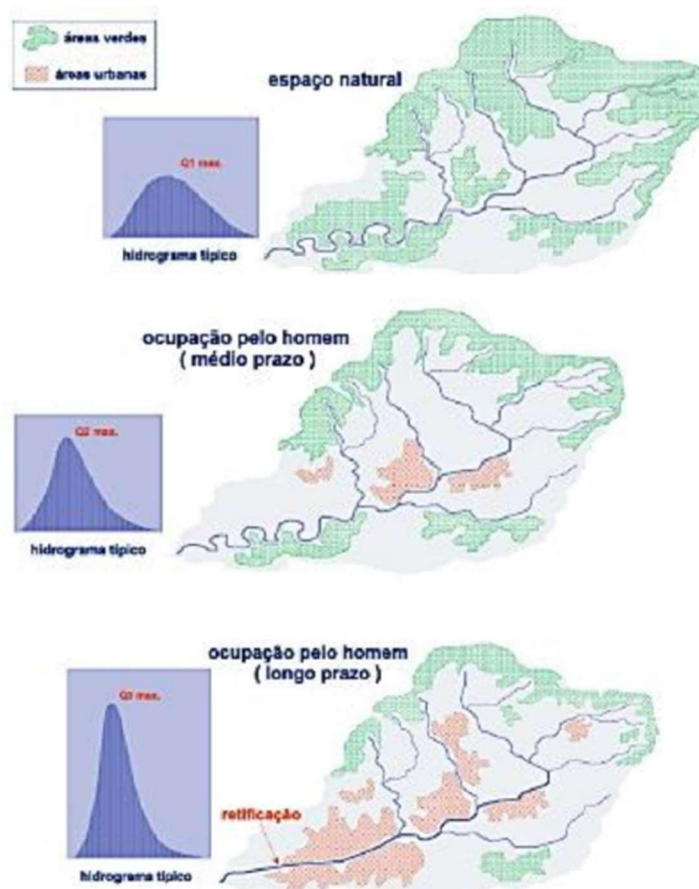 áreas verdes
áreas urbanas
espaço natural
Q1 max.
hidrograma típico
ocupação pelo homem
( médio prazo )
Q2 max.
hidrograma típico
ocupação pelo homem
( longo prazo )
Q3 max.
retificação
hidrograma típico